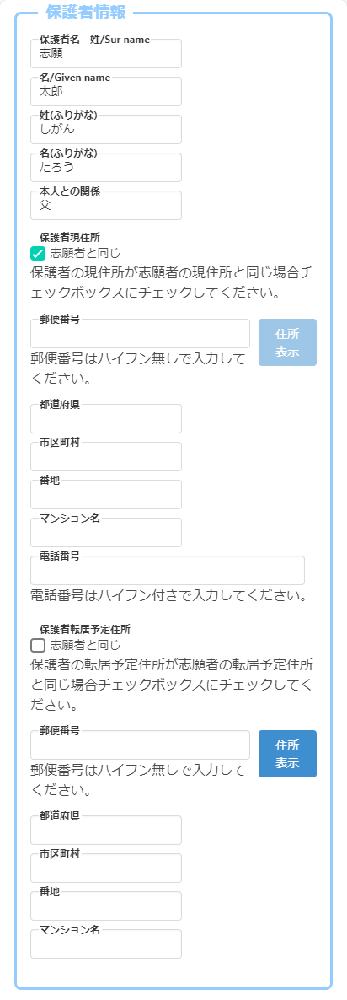 保護者情報
保護者名　姓/Sur name
志願
名/Given name
太郎
姓(ふりがな)
しがん
名(ふりがな)
たろう
本人との関係
父
保護者現住所
志願者と同じ
保護者の現住所が志願者の現住所と同じ場合チ
ェックボックスにチェックしてください。
郵便番号
住所
表示
郵便番号はハイフン無しで入力して
ください。
都道府県
市区町村
番地
マンション名
電話番号
電話番号はハイフン付きで入力してください。
保護者転居予定住所
志願者と同じ
保護者の転居予定住所が志願者の転居予定住所
と同じ場合チェックボックスにチェックしてく
ださい。
郵便番号
住所
表示
郵便番号はハイフン無しで入力して
ください。
都道府県
市区町村
番地
マンション名